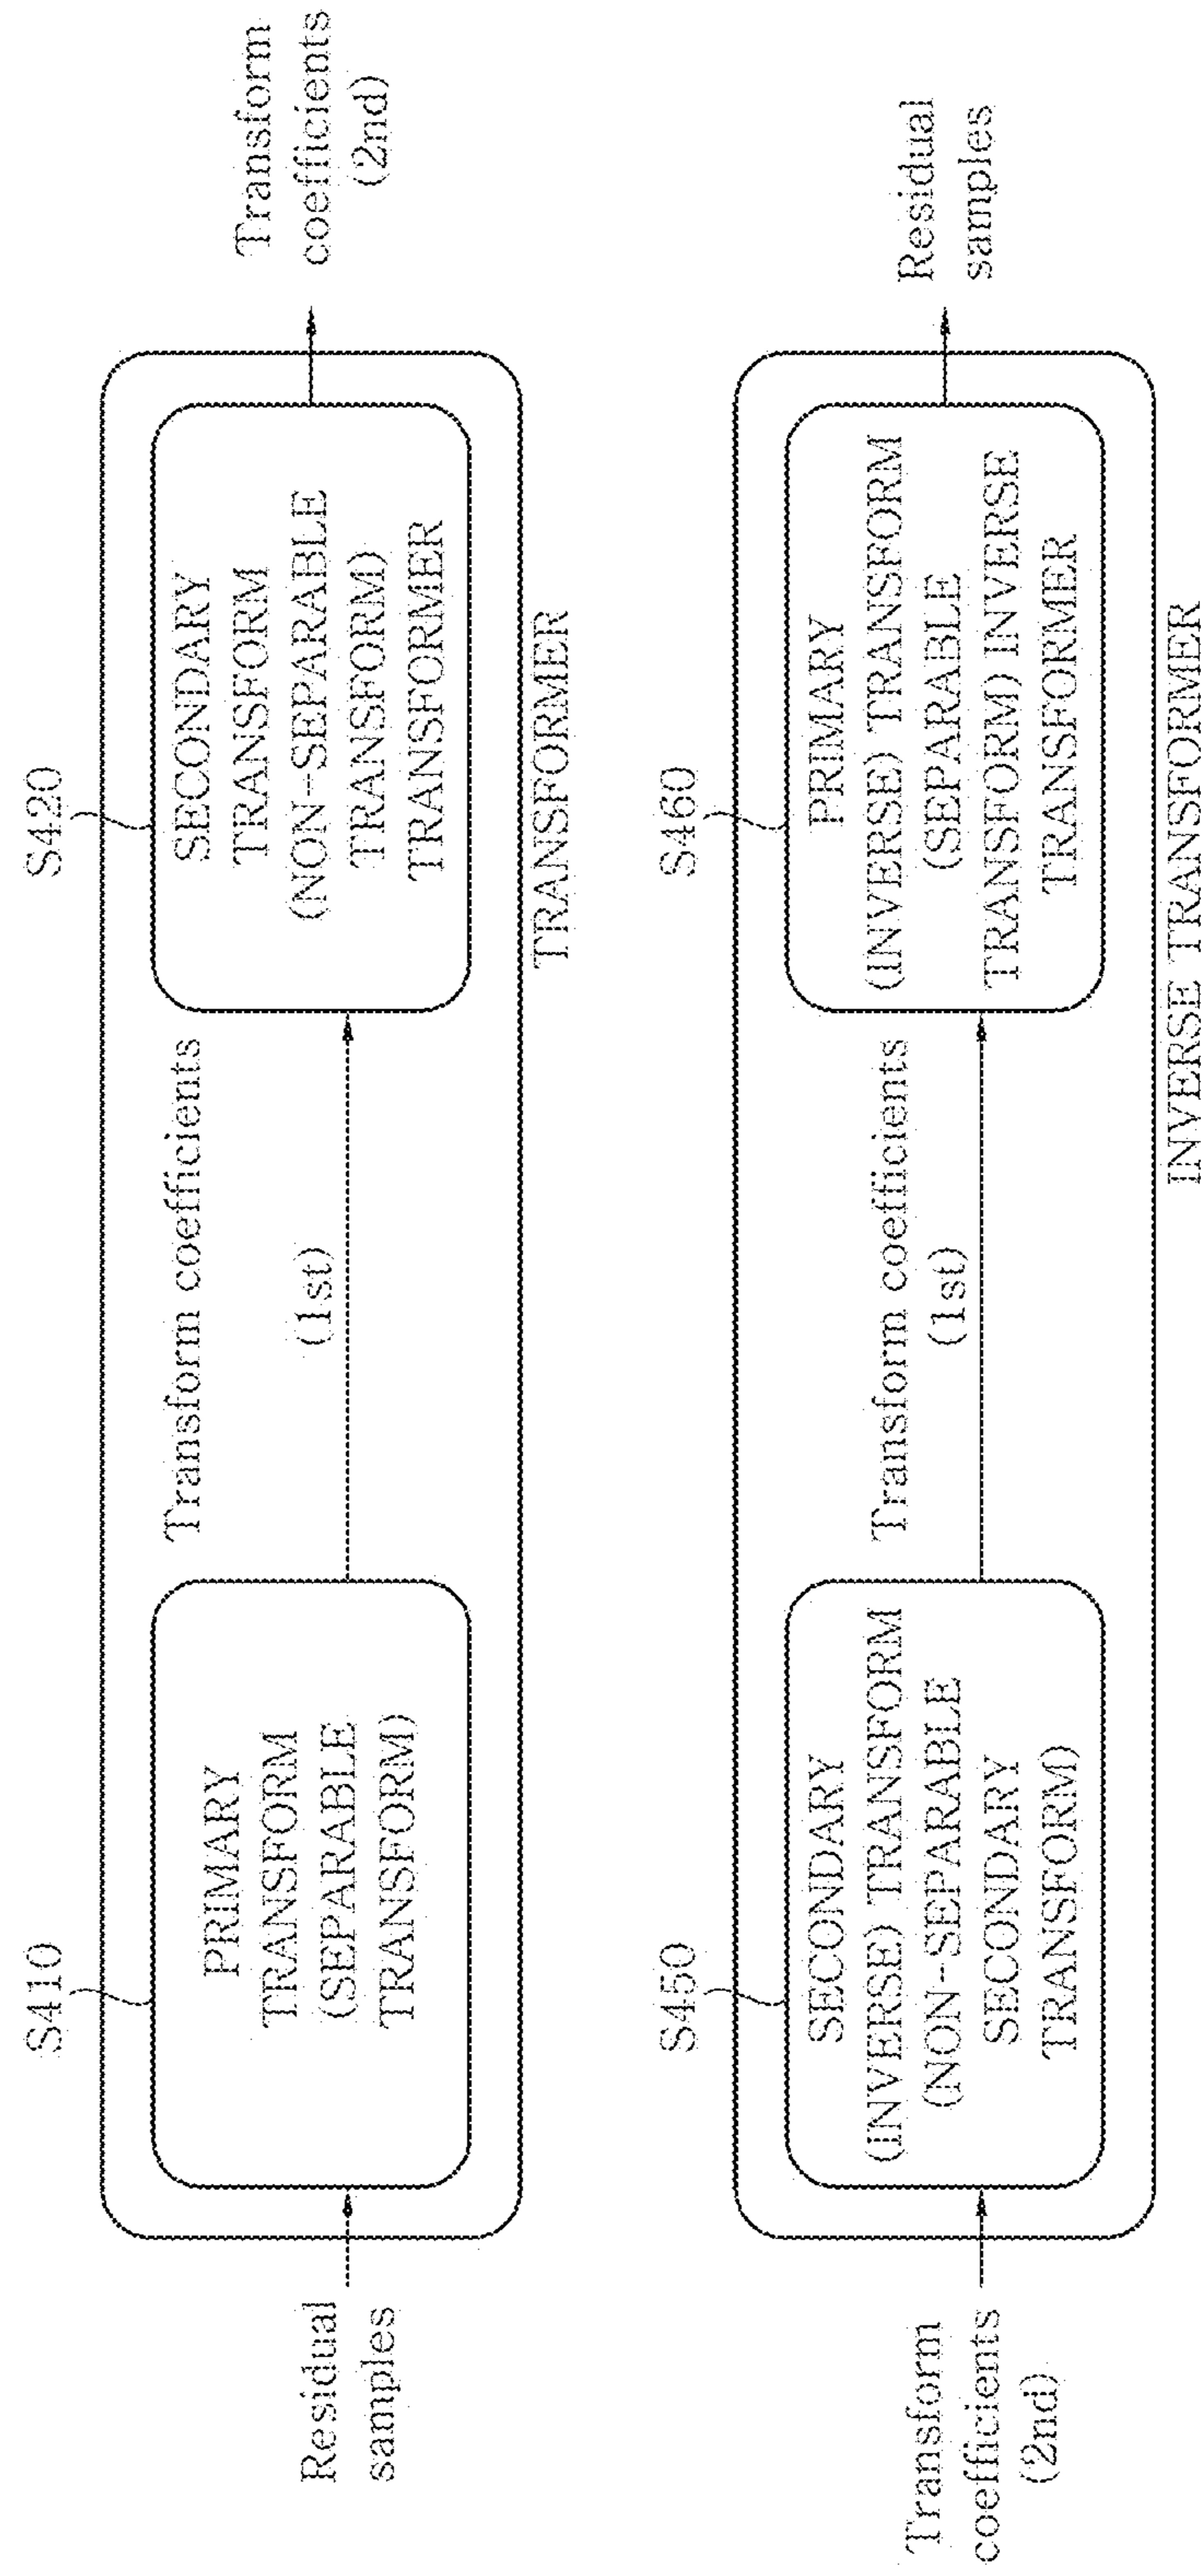 S410
S420
Residual
samples
PRIMARY
TRANSFORM
(SEPARABLE
TRANSFORM)
Transform coefficients
(1st)
SECONDARY
TRANSFORM
(NON-SEPARABLE
TRANSFORM)
TRANSFORMER
Transform
coefficients
(2nd)
TRANSFORMER
S450
S460
Transform
coefficients
(2nd)
SECONDARY
(INVERSE) TRANSFORM
(NON-SEPARABLE
SECONDARY
TRANSFORM)
Transform coefficients
(1st)
PRIMARY
(INVERSE) TRANSFORM
(SEPARABLE
TRANSFORM) INVERSE
TRANSFORMER
Residual
samples
INVERSE TRANSFORMER